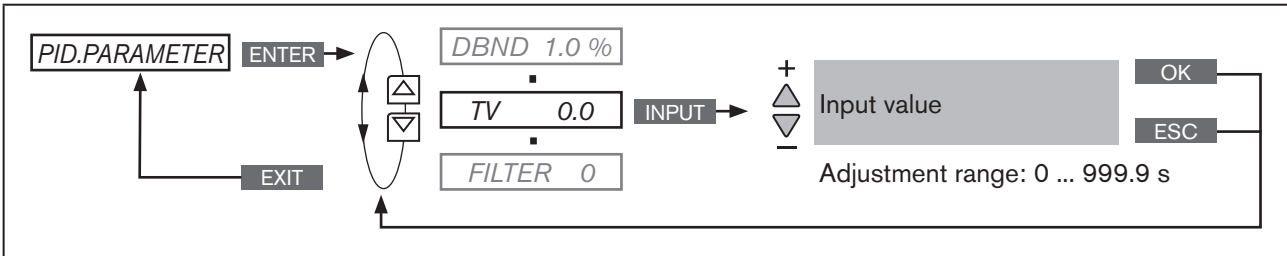 PID.PARAMETER ENTER
DBND 1.0 %
TV 0.0 INPUT
FILTER 0
EXIT
+
−
Input value
OK
ESC
Adjustment range: 0 ... 999.9 s